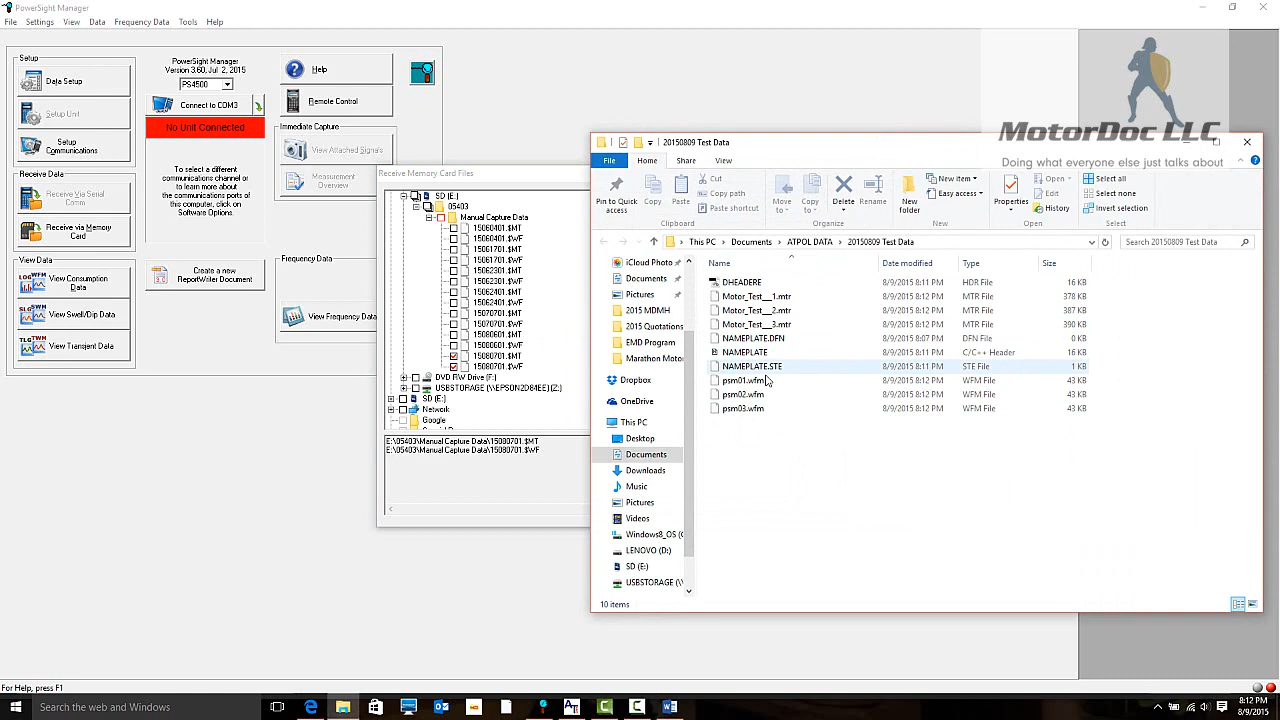 PowerSight Manager
File Settings View Data Frequency Data Tools Help
Setup
Data Setup
Setup Unit
Setup
Communications
Receive Data
Receive via Serial
Comm
Receive via Memory
Card
View Data
View Consumption
Data
View Swell/Dip Data
View Transient Data
PowerSight Manager
Version 3.60, Jul. 2, 2015
PS4500
Connect to COM3
No Unit Connected
To select a different
communications channel or
to learn more about
the communications ports of
this computer, click on
Software Options.
Create a new
ReportWriter Document
Help
Remote Control
Immediate Capture
View Attached Signals
Measurement
Overview
Frequency Data
View Frequency Data
Receive Memory Card Files
SD (E:)
05403
Manual Capture Data
15060401.$MT
15060401.$WF
15061701.$MT
15061701.$WF
15062301.$MT
15062301.$WF
15062401.$MT
15062401.$WF
15070701.$MT
15070701.$WF
15080601.$MT
15080601.$WF
15080701.$MT
15080701.$WF
DVD RW Drive (F:)
USBSTORAGE (\\EPSON2D84EE) (Z:)
SD (E:)
Network
Google
E:\05403\Manual Capture Data\15080701.$MT
E:\05403\Manual Capture Data\15080701.$WF
20150809 Test Data
MotorDoc LLC
Doing what everyone else just talks about
File Home Share View
Pin to Quick
access
Copy
Paste
Cut
Copy path
Paste shortcut
Clipboard
Move
to
Copy
to
Delete
Rename
Organize
New
folder
New item
Easy access
New
Properties
Open
Edit
History
Open
Select all
Select none
Invert selection
Select
This PC Documents ATPOL DATA 20150809 Test Data
Search 20150809 Test Data
iCloud Photo
Documents
Pictures
2015 MDMH
2015 Quotations
EMD Program
Marathon Motor
Dropbox
OneDrive
This PC
Desktop
Documents
Downloads
Music
Pictures
Videos
Windows8_OS (C
LENOVO (D:)
SD (E:)
USBSTORAGE (\\
Name Date modified Type Size
DHEADERE 8/9/2015 8:11 PM HDR File 16 KB
Motor_Test__1.mtr 8/9/2015 8:12 PM MTR File 378 KB
Motor_Test__2.mtr 8/9/2015 8:12 PM MTR File 387 KB
Motor_Test__3.mtr 8/9/2015 8:12 PM MTR File 390 KB
NAMEPLATE.DFN 8/9/2015 8:07 PM DFN File 0 KB
NAMEPLATE 8/9/2015 8:11 PM C/C++ Header 16 KB
NAMEPLATE.STE 8/9/2015 8:11 PM STE File 1 KB
psm01.wfm 8/9/2015 8:12 PM WFM File 43 KB
psm02.wfm 8/9/2015 8:12 PM WFM File 43 KB
psm03.wfm 8/9/2015 8:12 PM WFM File 43 KB
10 items
For Help, press F1
Search the web and Windows
8:12 PM
8/9/2015